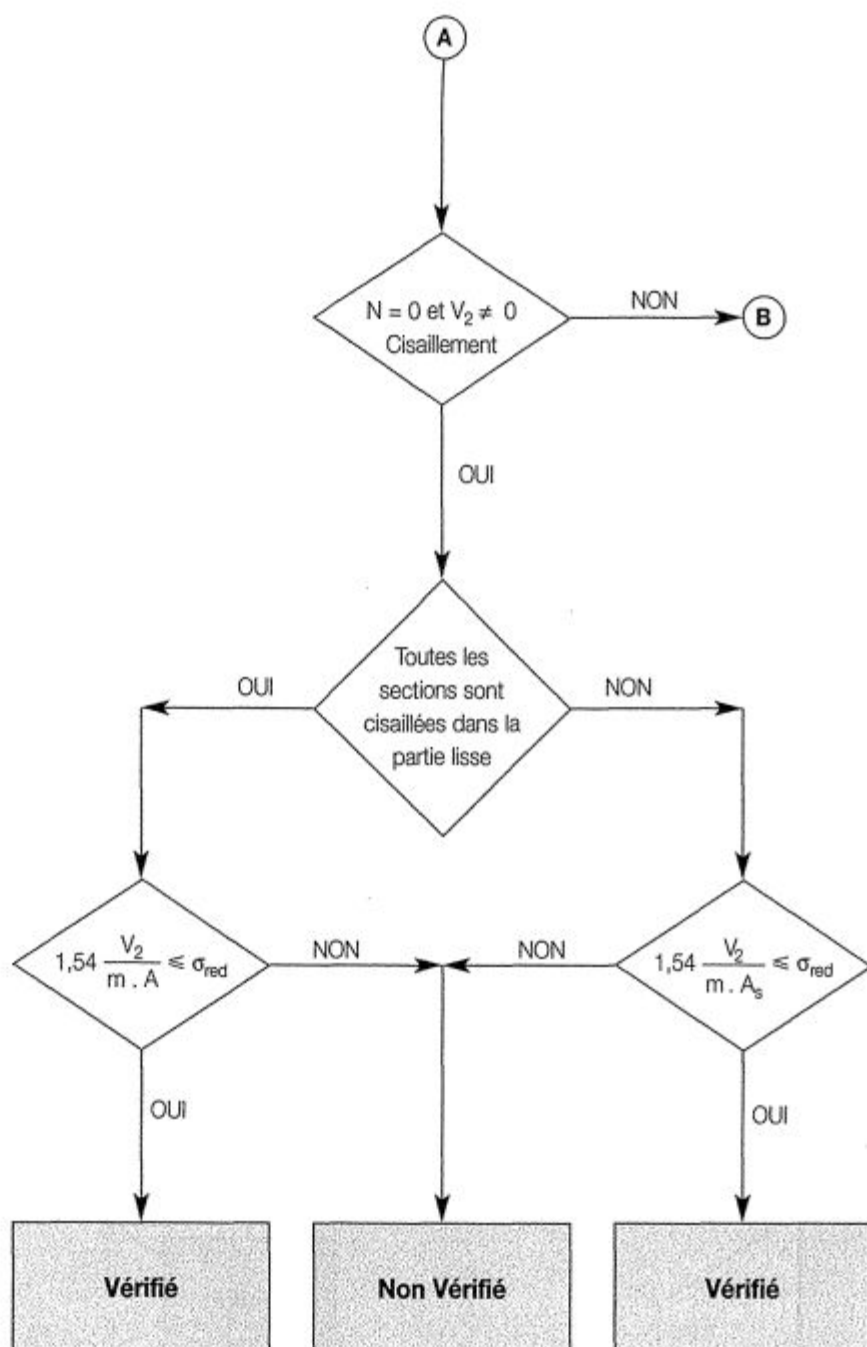 A
N = 0 et V₂ ≠ 0
Cisaillement
NON
B
OUI
Toutes les
sections sont
cisaillées dans la
partie lisse
OUI
NON
1,54 V₂ / m . A ⩽ σred
NON
NON
1,54 V₂ / m . Aₛ ⩽ σred
OUI
OUI
Vérifié
Non Vérifié
Vérifié